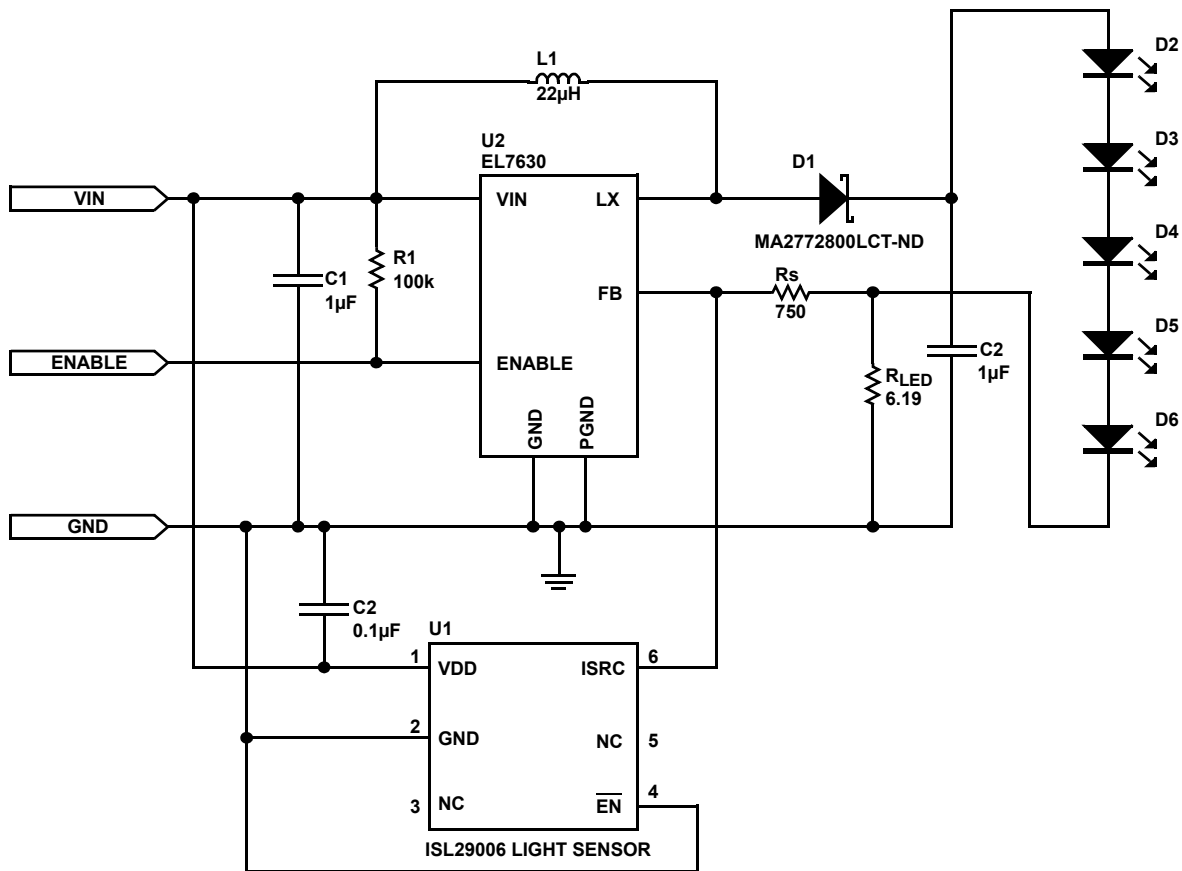 D2
L1
22µH
U2
EL7630
D1
D3
VIN
VIN
LX
MA2772800LCT-ND
D4
C1
1µF
R1
100k
FB
Rs
750
D5
ENABLE
ENABLE
C2
1µF
RLED
6.19
GND
PGND
D6
GND
C2
0.1µF
U1
1
VDD
ISRC
6
2
GND
NC
5
3
NC
EN
4
ISL29006 LIGHT SENSOR